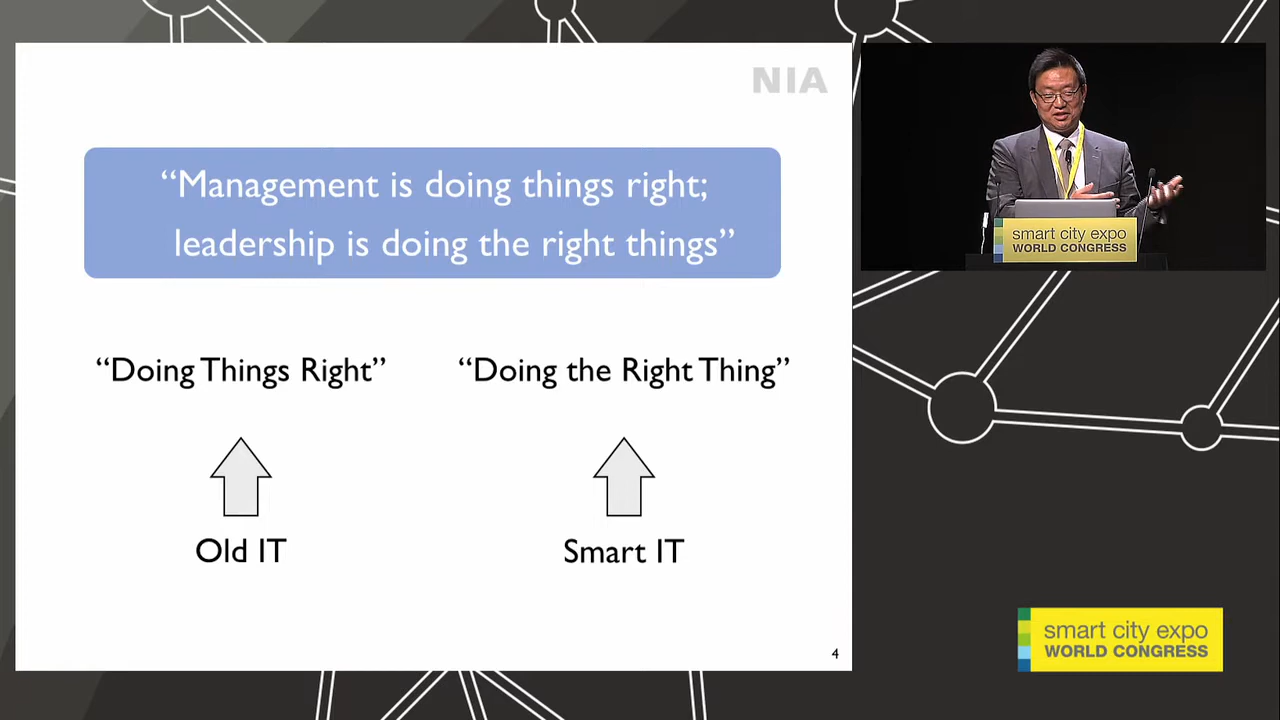 NIA
“Management is doing things right;
leadership is doing the right things”
“Doing Things Right”
“Doing the Right Thing”
Old IT
Smart IT
4
smart city expo
WORLD CONGRESS
smart city expo
WORLD CONGRESS